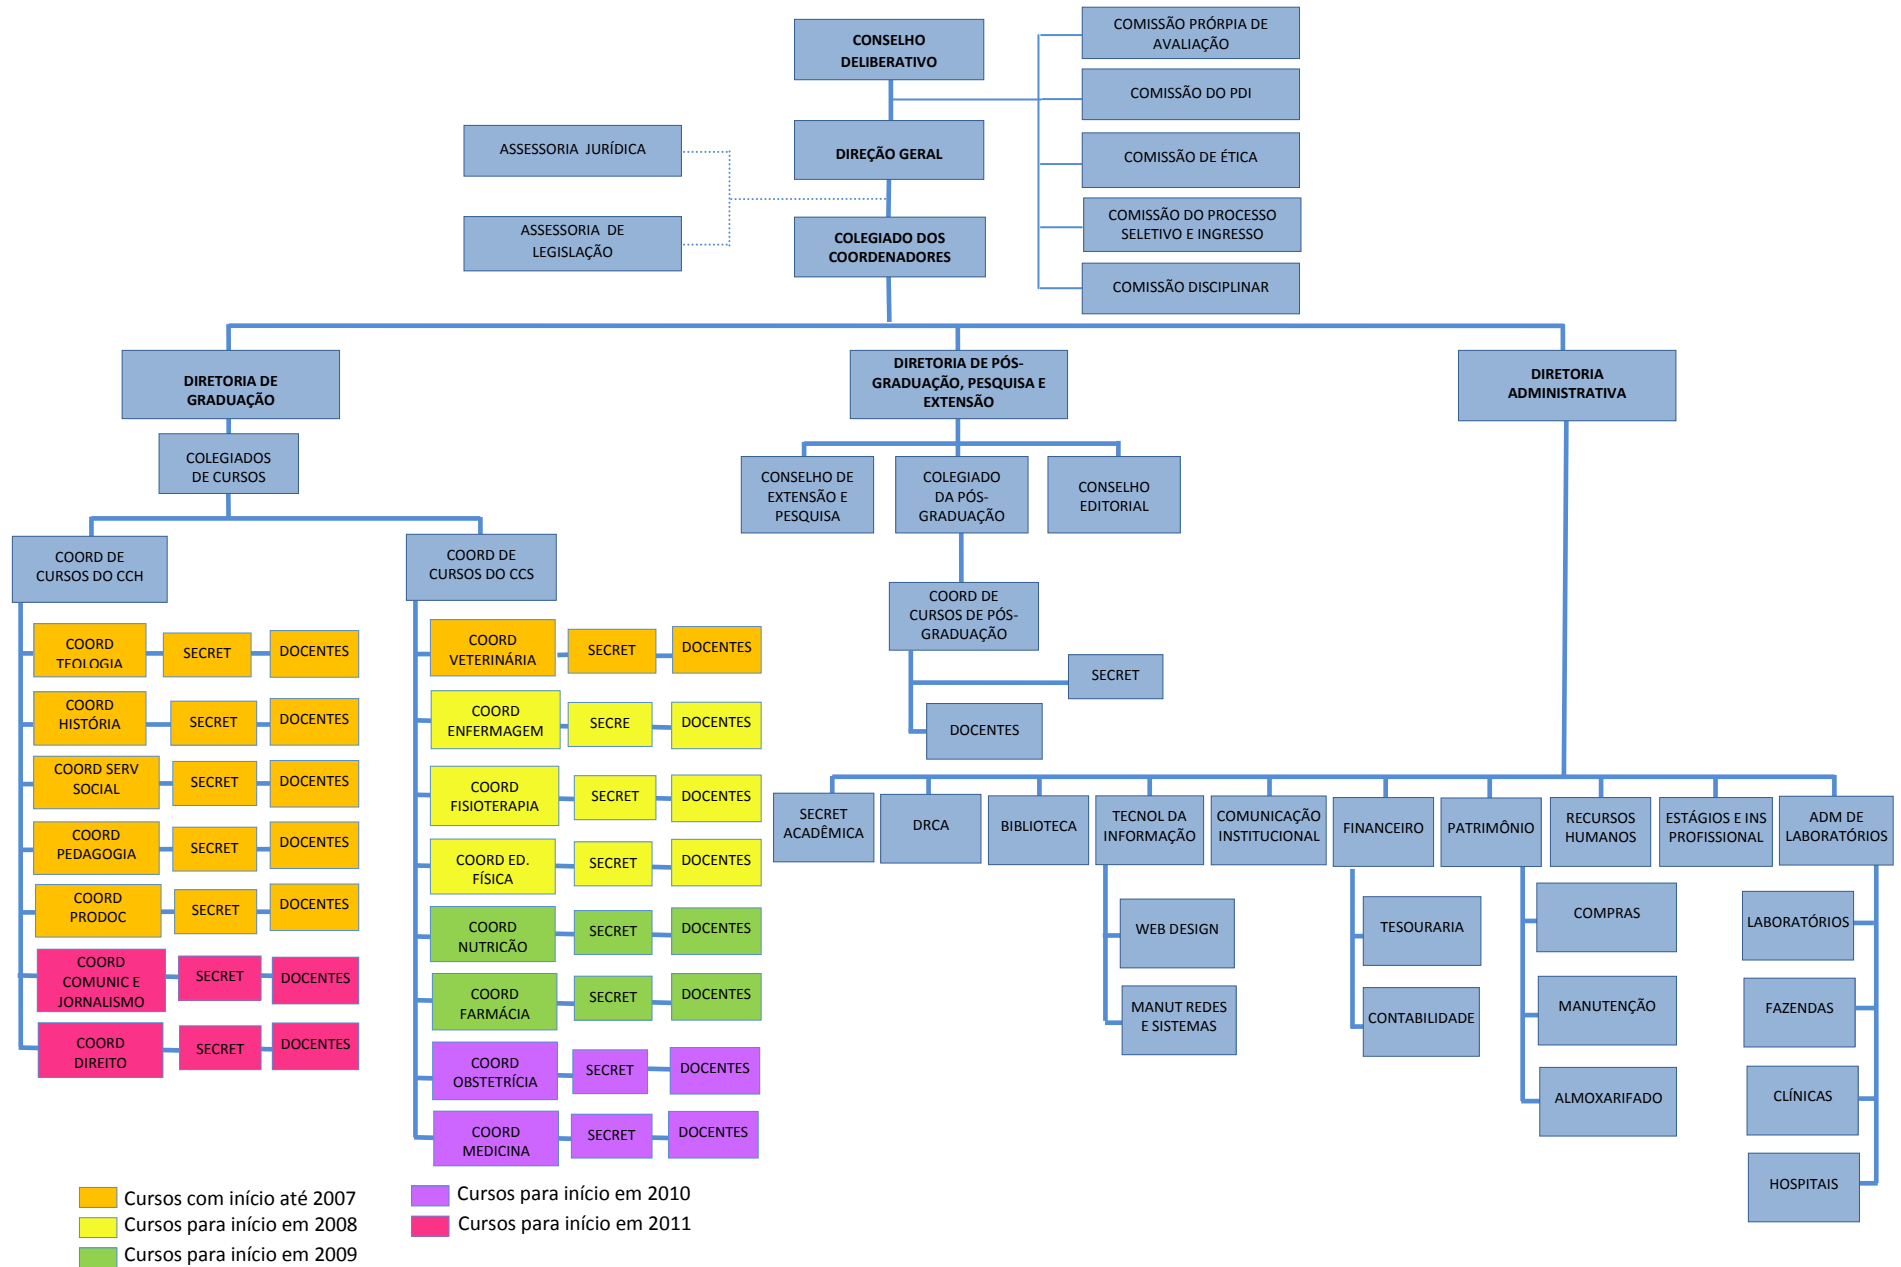 CONSELHO
DELIBERATIVO
COMISSÃO PRÓRPIA DE
AVALIAÇÃO
COMISSÃO DO PDI
ASSESSORIA JURÍDICA
DIREÇÃO GERAL
COMISSÃO DE ÉTICA
ASSESSORIA DE
LEGISLAÇÃO
COLEGIADO DOS
COORDENADORES
COMISSÃO DO PROCESSO
SELETIVO E INGRESSO
COMISSÃO DISCIPLINAR
DIRETORIA DE
GRADUAÇÃO
DIRETORIA DE PÓS-
GRADUAÇÃO, PESQUISA E
EXTENSÃO
DIRETORIA
ADMINISTRATIVA
COLEGIADOS
DE CURSOS
CONSELHO DE
EXTENSÃO E
PESQUISA
COLEGIADO
DA PÓS-
GRADUAÇÃO
CONSELHO
EDITORIAL
COORD DE
CURSOS DO CCH
COORD DE
CURSOS DO CCS
COORD DE
CURSOS DE PÓS-
GRADUAÇÃO
SECRET
DOCENTES
COORD
TEOLOGIA
SECRET
DOCENTES
COORD
HISTÓRIA
SECRET
DOCENTES
COORD SERV
SOCIAL
SECRET
DOCENTES
COORD
PEDAGOGIA
SECRET
DOCENTES
COORD
PRODOC
SECRET
DOCENTES
COORD
COMUNIC E
JORNALISMO
SECRET
DOCENTES
COORD
DIREITO
SECRET
DOCENTES
COORD
VETERINÁRIA
SECRET
DOCENTES
COORD
ENFERMAGEM
SECRE
DOCENTES
COORD
FISIOTERAPIA
SECRET
DOCENTES
COORD ED.
FÍSICA
SECRET
DOCENTES
COORD
NUTRICÃO
SECRET
DOCENTES
COORD
FARMÁCIA
SECRET
DOCENTES
COORD
OBSTETRÍCIA
SECRET
DOCENTES
COORD
MEDICINA
SECRET
DOCENTES
SECRET
ACADÊMICA
DRCA
BIBLIOTECA
TECNOL DA
INFORMAÇÃO
COMUNICAÇÃO
INSTITUCIONAL
FINANCEIRO
PATRIMÔNIO
RECURSOS
HUMANOS
ESTÁGIOS E INS
PROFISSIONAL
ADM DE
LABORATÓRIOS
WEB DESIGN
MANUT REDES
E SISTEMAS
TESOURARIA
CONTABILIDADE
COMPRAS
MANUTENÇÃO
ALMOXARIFADO
LABORATÓRIOS
FAZENDAS
CLÍNICAS
HOSPITAIS
Cursos com início até 2007
Cursos para início em 2008
Cursos para início em 2009
Cursos para início em 2010
Cursos para início em 2011